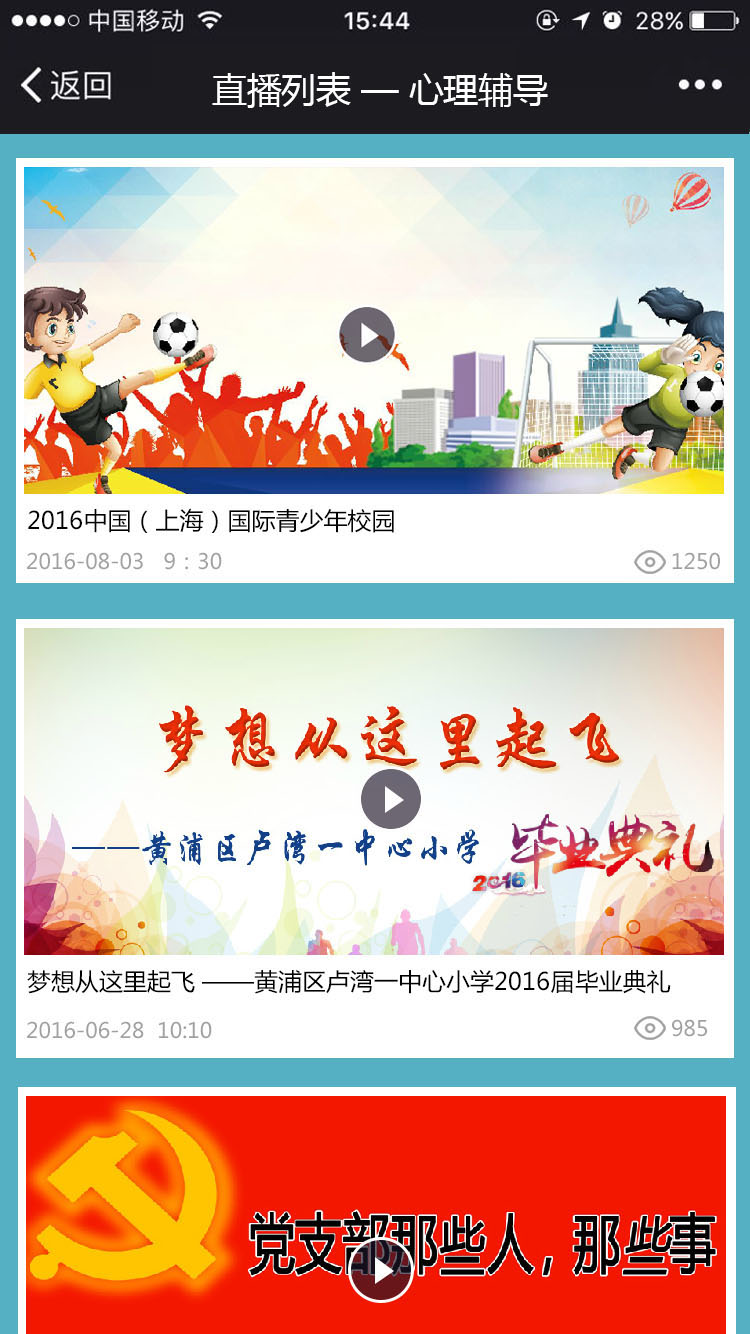 中国移动 15:44 28%
返回 直播列表 — 心理辅导
2016中国（上海）国际青少年校园
2016-08-03 9：30 1250
梦想从这里起飞
——黄浦区卢湾一中心小学 毕业典礼
2016
梦想从这里起飞 ——黄浦区卢湾一中心小学2016届毕业典礼
2016-06-28 10:10 985
党支部那些人，那些事